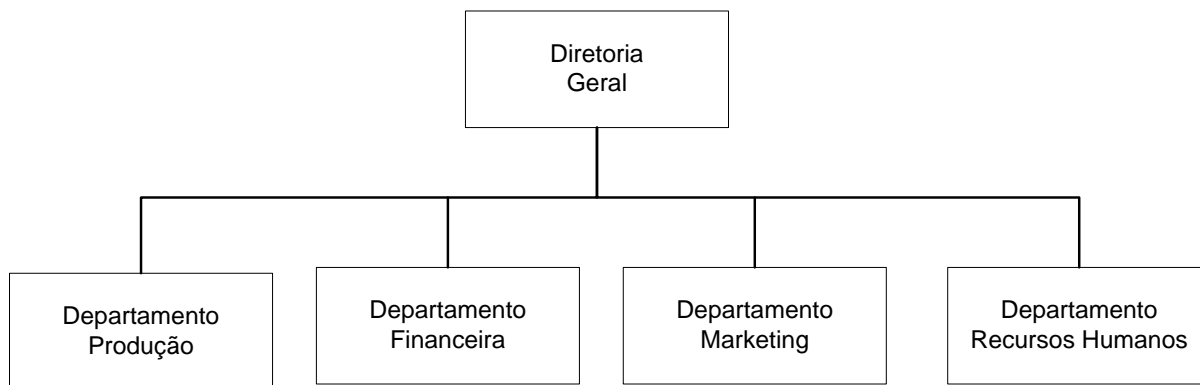 Diretoria
Geral
Departamento
Produção
Departamento
Financeira
Departamento
Marketing
Departamento
Recursos Humanos